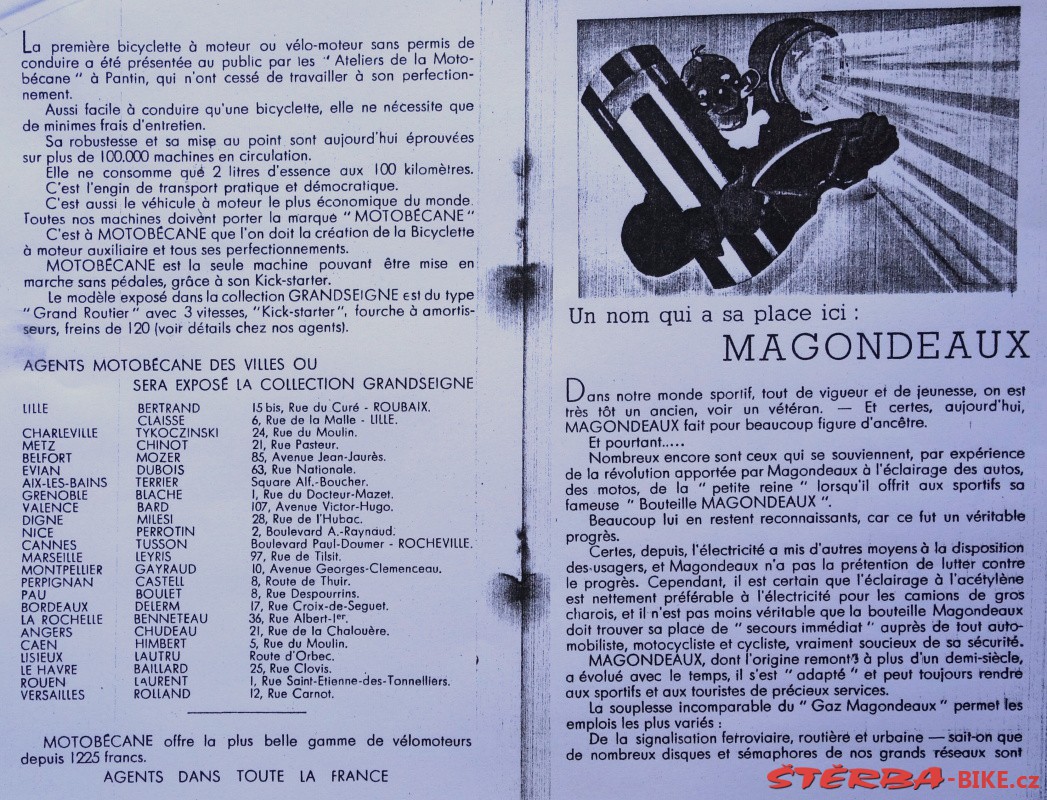 La première bicyclette à moteur ou vélo-moteur sans permis de
conduire a été présentée au public par les " Ateliers de la Moto-
bécane " à Pantin, qui n'ont cessé de travailler à son perfection-
nement.
Aussi facile à conduire qu'une bicyclette, elle ne nécessite que
de minimes frais d'entretien.
Sa robustesse et sa mise au point sont aujourd'hui éprouvées
sur plus de 100.000 machines en circulation.
Elle ne consomme qué 2 litres d'essence aux 100 kilomètres.
C'est l'engin de transport pratique et démocratique.
C'est aussi le véhicule à moteur le plus économique du monde.
Toutes nos machines doivent porter la marque " MOTOBÉCANE "
C'est à MOTOBÉCANE que l'on doit la création de la Bicyclette
à moteur auxiliaire et tous ses perfectionnements.
MOTOBÉCANE est la seule machine pouvant être mise en
marche sans pédales, grâce à son Kick-starter.
Le modèle exposé dans la collection GRANDSEIGNE est du type
" Grand Routier " avec 3 vitesses, "Kick-starter", fourche à amortis-
seurs, freins de 120 (voir détails chez nos agents).
AGENTS MOTOBÉCANE DES VILLES OU
SERA EXPOSÉ LA COLLECTION GRANDSEIGNE
LILLE BERTRAND 15 bis, Rue du Curé - ROUBAIX.
CLAISSE 6, Rue de la Malle - LILLE.
CHARLEVILLE TYKOCZINSKI 24, Rue du Moulin.
METZ CHINOT 21, Rue Pasteur.
BELFORT MOZER 85, Avenue Jean-Jaurès.
EVIAN DUBOIS 63, Rue Nationale.
AIX-LES-BAINS TERRIER Square Alf.-Boucher.
GRENOBLE BLACHE 1, Rue du Docteur-Mazet.
VALENCE BARD 107, Avenue Victor-Hugo.
DIGNE MILESI 28, Rue de l'Hubac.
NICE PERROTIN 2, Boulevard A.-Raynaud.
CANNES TUSSON Boulevard Paul-Doumer - ROCHEVILLE.
MARSEILLE LEYRIS 97, Rue de Tilsit.
MONTPELLIER GAYRAUD 10, Avenue Georges-Clemenceau.
PERPIGNAN CASTELL 8, Route de Thuir.
PAU BOULET 8, Rue Despourrins.
BORDEAUX DELERM 17, Rue Croix-de-Seguet.
LA ROCHELLE BENNETEAU 36, Rue Albert-Ier.
ANGERS CHUDEAU 21, Rue de la Chalouère.
CAEN HIMBERT 5, Rue du Moulin.
LISIEUX LAUTRU Route d'Orbec.
LE HAVRE BAILLARD 25, Rue Clovis.
ROUEN LAURENT 1, Rue Saint-Etienne-des-Tonnelliers.
VERSAILLES ROLLAND 12, Rue Carnot.
MOTOBÉCANE offre la plus belle gamme de vélomoteurs
depuis 1225 francs.
AGENTS DANS TOUTE LA FRANCE
Un nom qui a sa place ici :
MAGONDEAUX
Dans notre monde sportif, tout de vigueur et de jeunesse, on est
très tôt un ancien, voir un vétéran. — Et certes, aujourd'hui,
MAGONDEAUX fait pour beaucoup figure d'ancêtre.
Et pourtant.....
Nombreux encore sont ceux qui se souviennent, par expérience
de la révolution apportée par Magondeaux à l'éclairage des autos,
des motos, de la " petite reine " lorsqu'il offrit aux sportifs sa
fameuse " Bouteille MAGONDEAUX ".
Beaucoup lui en restent reconnaissants, car ce fut un véritable
progrès.
Certes, depuis, l'électricité a mis d'autres moyens à la disposition
des usagers, et Magondeaux n'a pas la prétention de lutter contre
le progrès. Cependant, il est certain que l'éclairage à l'acétylène
est nettement préférable à l'électricité pour les camions de gros
charois, et il n'est pas moins véritable que la bouteille Magondeaux
doit trouver sa place de " secours immédiat " auprès de tout auto-
mobiliste, motocycliste et cycliste, vraiment soucieux de sa sécurité.
MAGONDEAUX, dont l'origine remonte à plus d'un demi-siècle,
a évolué avec le temps, il s'est " adapté " et peut toujours rendre
aux sportifs et aux touristes de précieux services.
La souplesse incomparable du " Gaz Magondeaux " permet les
emplois les plus variés :
De la signalisation ferroviaire, routière et urbaine — sait-on que
de nombreux disques et sémaphores de nos grands réseaux sont
ŠTĚRBA-BIKE.cz